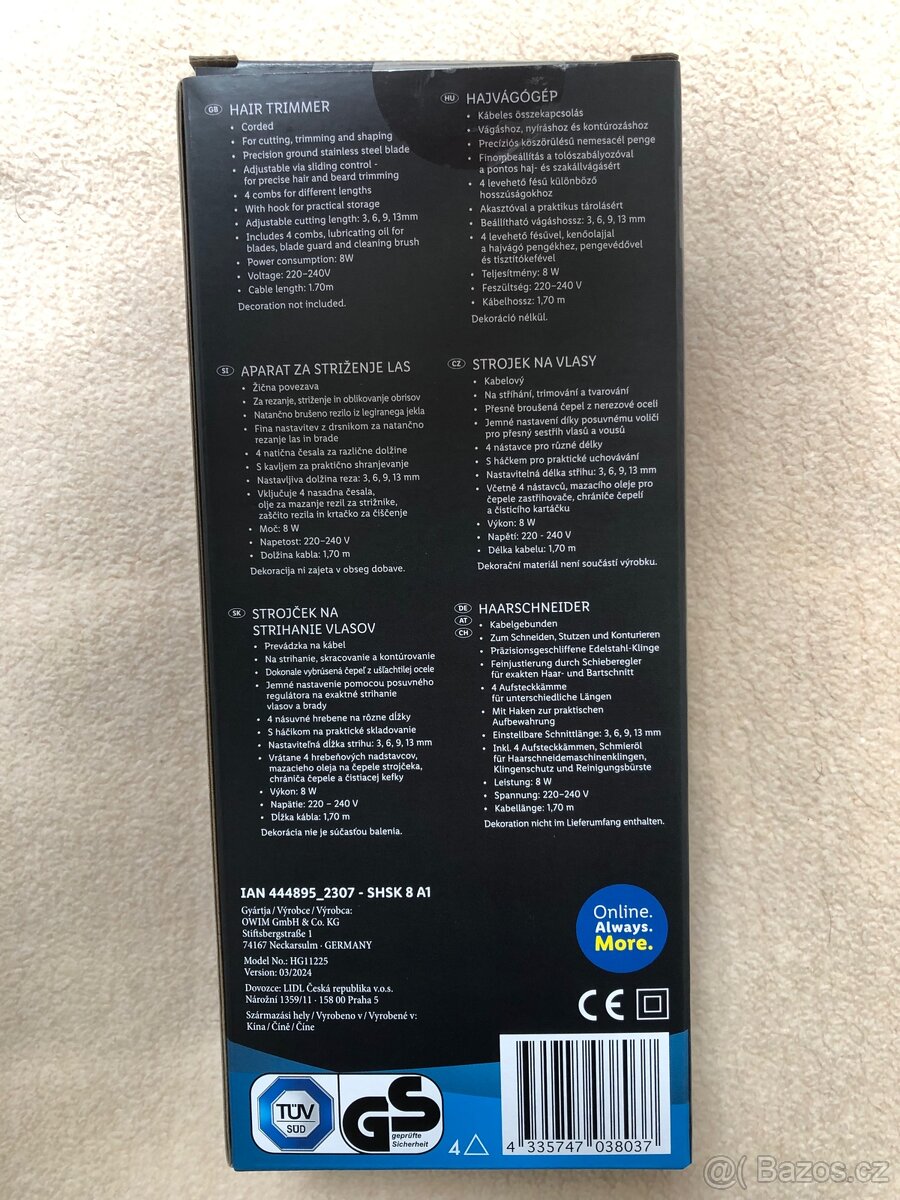 GB HAIR TRIMMER
• Corded
• For cutting, trimming and shaping
• Precision ground stainless steel blade
• Adjustable via sliding control -
for precise hair and beard trimming
• 4 combs for different lengths
• With hook for practical storage
• Adjustable cutting length: 3, 6, 9, 13mm
• Includes 4 combs, lubricating oil for
blades, blade guard and cleaning brush
• Power consumption: 8W
• Voltage: 220–240V
• Cable length: 1.70m
Decoration not included.
HU HAJVÁGÓGÉP
• Kábeles összekapcsolás
• Vágáshoz, nyíráshoz és kontúrozáshoz
• Precíziós köszörülésű nemesacél penge
• Finombeállítás a tolószabályozóval
a pontos haj- és szakállvágásért
• 4 levehető fésű különböző
hosszúságokhoz
• Akasztóval a praktikus tárolásért
• Beállítható vágáshossz: 3, 6, 9, 13 mm
• 4 levehető fésűvel, kenőolajjal
a hajvágó pengékhez, pengevédővel
és tisztítókefével
• Teljesítmény: 8 W
• Feszültség: 220–240 V
• Kábelhossz: 1,70 m
Dekoráció nélkül.
SI APARAT ZA STRIŽENJE LAS
• Žična povezava
• Za rezanje, striženje in oblikovanje obrisov
• Natančno brušeno rezilo iz legiranega jekla
• Fina nastavitev z drsnikom za natančno
rezanje las in brade
• 4 natična česala za različne dolžine
• S kavljem za praktično shranjevanje
• Nastavljiva dolžina reza: 3, 6, 9, 13 mm
• Vključuje 4 nasadna česala,
olje za mazanje rezil za strižnike,
zaščito rezila in krtačko za čiščenje
• Moč: 8 W
• Napetost: 220–240 V
• Dolžina kabla: 1,70 m
Dekoracija ni zajeta v obseg dobave.
CZ STROJEK NA VLASY
• Kabelový
• Na stříhání, trimování a tvarování
• Přesně broušená čepel z nerezové oceli
• Jemné nastavení díky posuvnému voliči
pro přesný sestřih vlasů a vousů
• 4 nástavce pro různé délky
• S háčkem pro praktické uchovávání
• Nastavitelná délka střihu: 3, 6, 9, 13 mm
• Včetně 4 nástavců, mazacího oleje pro
čepele zastřihovače, chrániče čepelí
a čisticího kartáčku
• Výkon: 8 W
• Napětí: 220 - 240 V
• Délka kabelu: 1,70 m
Dekorační materiál není součástí výrobku.
SK STROJČEK NA
STRIHANIE VLASOV
• Prevádzka na kábel
• Na strihanie, skracovanie a kontúrovanie
• Dokonale vybrúsená čepeľ z ušľachtilej ocele
• Jemné nastavenie pomocou posuvného
regulátora na exaktné strihanie
vlasov a brady
• 4 násuvné hrebene na rôzne dĺžky
• S háčikom na praktické skladovanie
• Nastaviteľná dĺžka strihu: 3, 6, 9, 13 mm
• Vrátane 4 hrebeňových nadstavcov,
mazacieho oleja na čepele strojčeka,
chrániča čepele a čistiacej kefky
• Výkon: 8 W
• Napätie: 220 – 240 V
• Dĺžka kábla: 1,70 m
Dekorácia nie je súčasťou balenia.
DE AT CH HAARSCHNEIDER
• Kabelgebunden
• Zum Schneiden, Stutzen und Konturieren
• Präzisionsgeschliffene Edelstahl-Klinge
• Feinjustierung durch Schieberegler
für exakten Haar- und Bartschnitt
• 4 Aufsteckkämme
für unterschiedliche Längen
• Mit Haken zur praktischen
Aufbewahrung
• Einstellbare Schnittlänge: 3, 6, 9, 13 mm
• Inkl. 4 Aufsteckkämmen, Schmieröl
für Haarschneidemaschinenklingen,
Klingenschutz und Reinigungsbürste
• Leistung: 8 W
• Spannung: 220–240 V
• Kabellänge: 1,70 m
Dekoration nicht im Lieferumfang enthalten.
IAN 444895_2307 - SHSK 8 A1
Gyártja / Výrobce / Výrobca:
OWIM GmbH & Co. KG
Stiftsbergstraße 1
74167 Neckarsulm · GERMANY
Model No.: HG11225
Version: 03/2024
Dovozce: LIDL Česká republika v.o.s.
Nárožní 1359/11 · 158 00 Praha 5
Származási hely / Vyrobeno v / Vyrobené v:
Kína / Číně / Číne
Online.
Always.
More.
CE
TÜV
SÜD
GS
geprüfte
Sicherheit
4
4 335747 038037
@( Bazos.cz